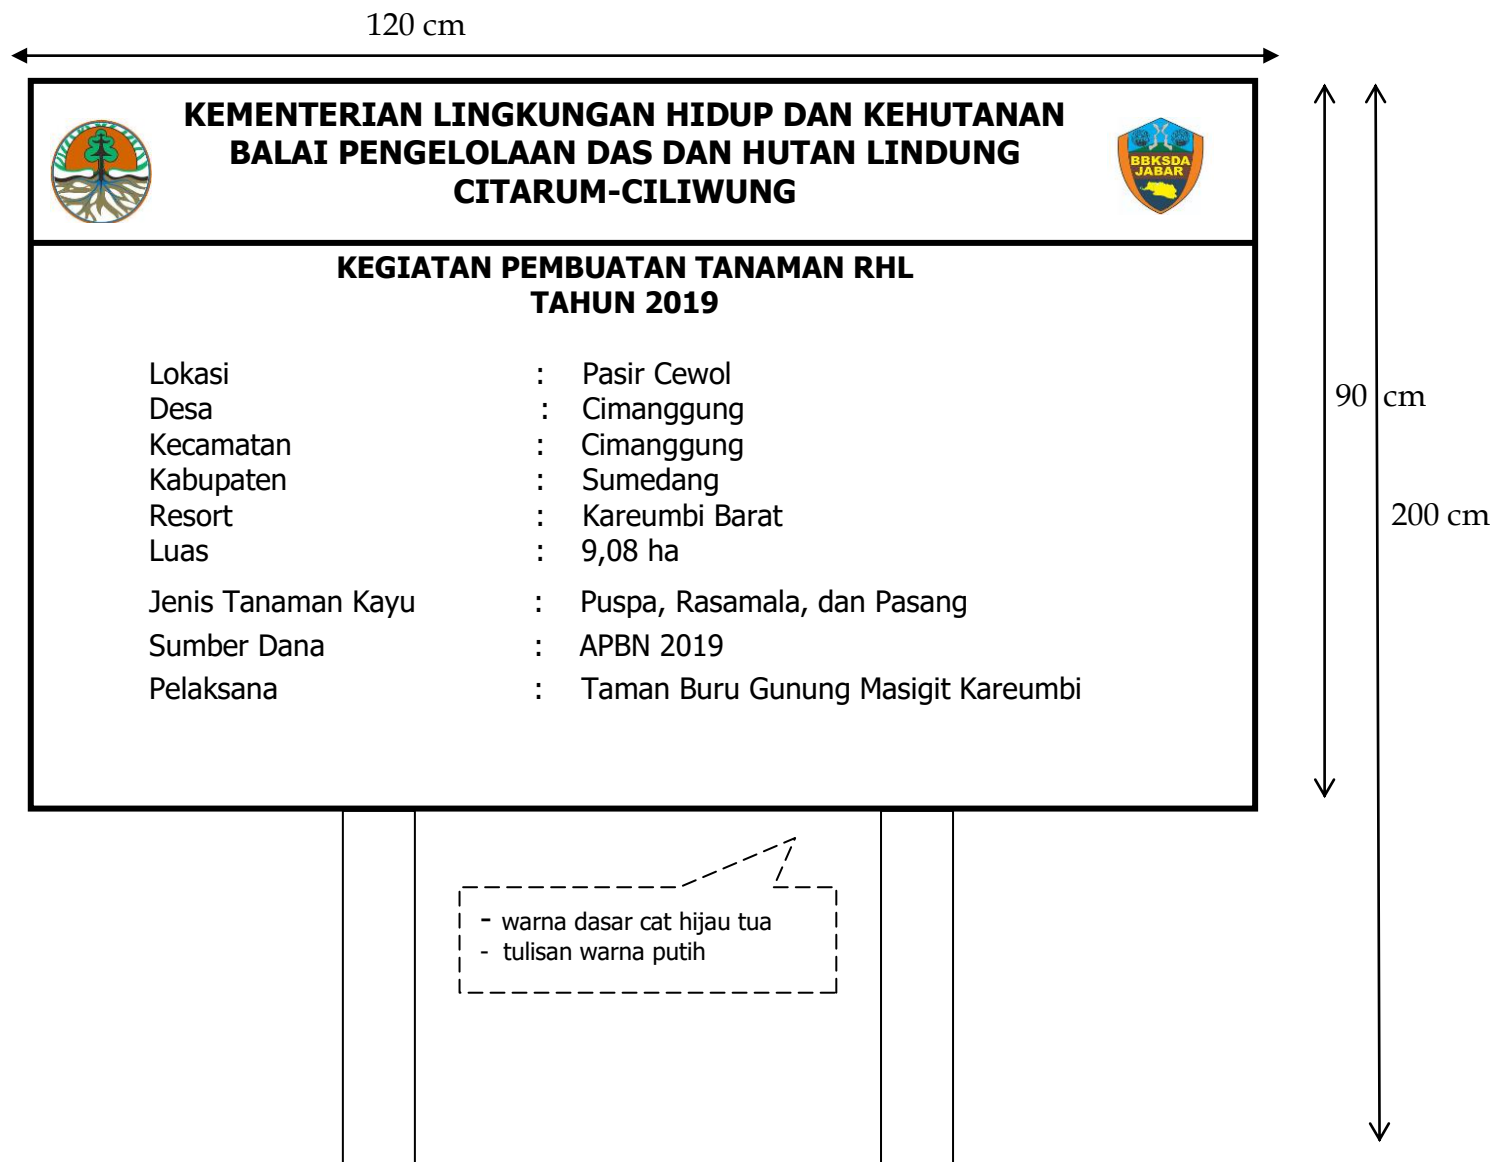 120 cm
KEMENTERIAN LINGKUNGAN HIDUP DAN KEHUTANAN
BALAI PENGELOLAAN DAS DAN HUTAN LINDUNG
CITARUM-CILIWUNG
BBKSDA
JABAR
KEGIATAN PEMBUATAN TANAMAN RHL
TAHUN 2019
Lokasi : Pasir Cewol
Desa : Cimanggung
Kecamatan : Cimanggung
Kabupaten : Sumedang
Resort : Kareumbi Barat
Luas : 9,08 ha
Jenis Tanaman Kayu : Puspa, Rasamala, dan Pasang
Sumber Dana : APBN 2019
Pelaksana : Taman Buru Gunung Masigit Kareumbi
90 cm
200 cm
- warna dasar cat hijau tua
- tulisan warna putih